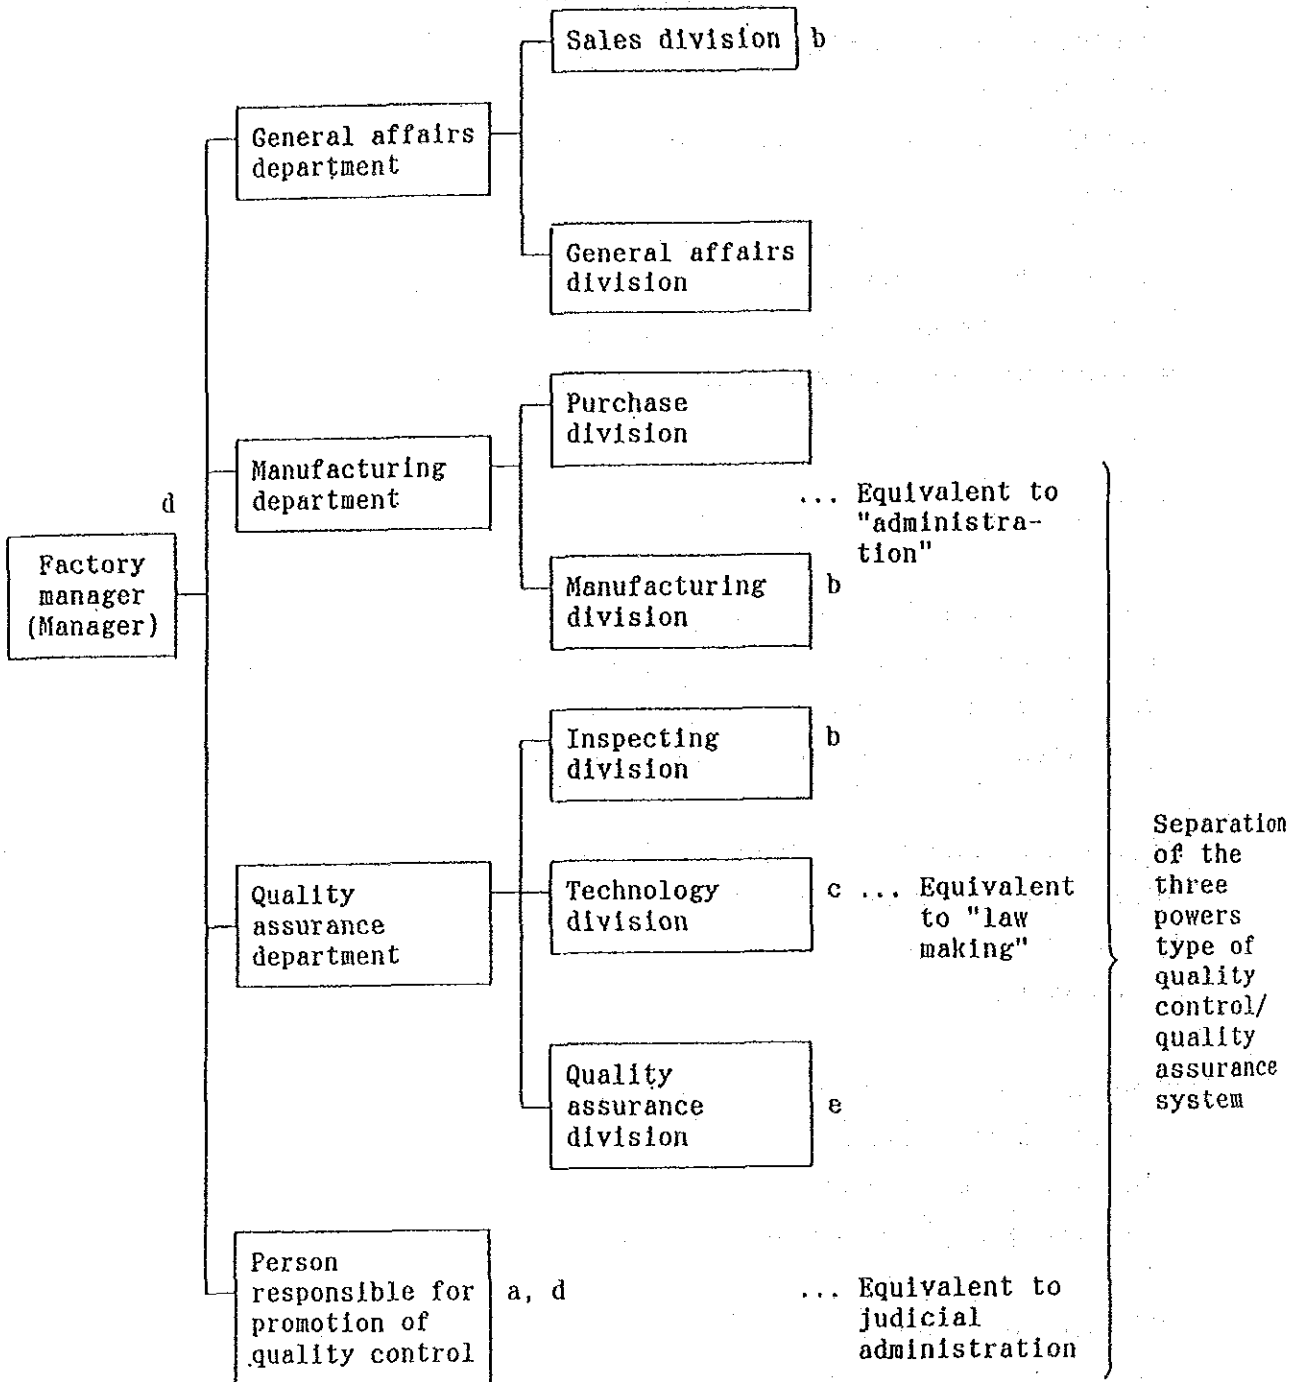 Sales division b
General affairs
department
General affairs
division
Purchase
division
Manufacturing
department
... Equivalent to
"administra-
tion"
d
Factory
manager
(Manager)
Manufacturing
division
b
Inspecting
division
b
Quality
assurance
department
Technology
division
c ... Equivalent
to "law
making"
Separation
of the
three
powers
type of
quality
control/
quality
assurance
system
Quality
assurance
division
e
Person
responsible for
promotion of
quality control
a, d
... Equivalent to
judicial
administration